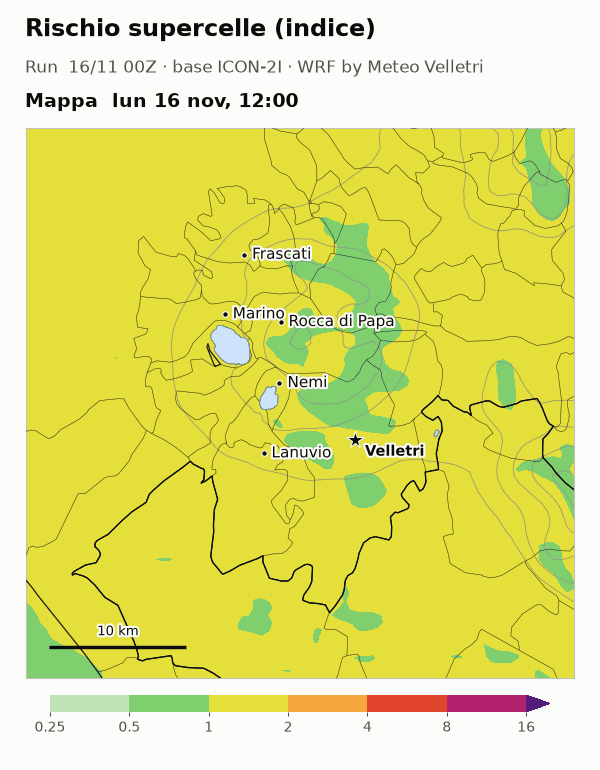 Rischio supercelle (indice)
Run  16/11 00Z · base ICON-2I · WRF by Meteo Velletri
Mappa  lun 16 nov, 12:00
Frascati
Marino
Rocca di Papa
Nemi
Velletri
Lanuvio
10 km
0.25 0.5 1 2 4 8 16